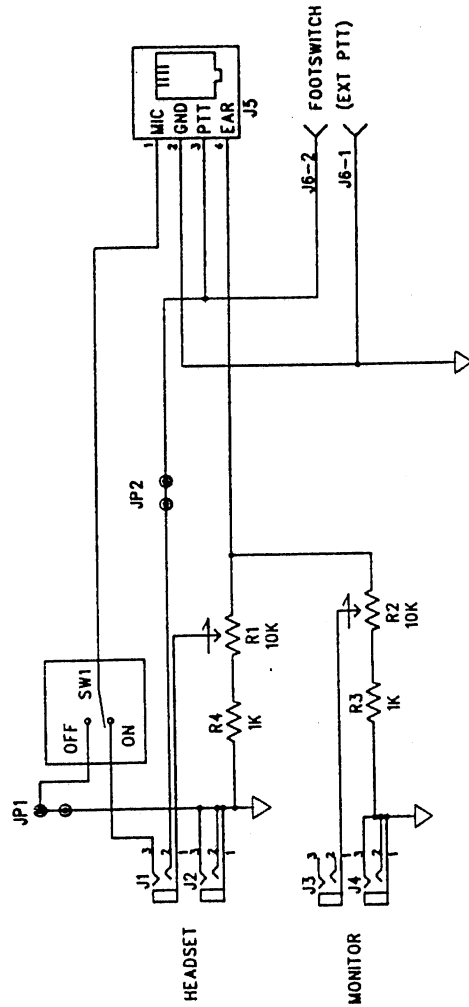 JP1
OFF
SW1
ON
JP2
1 MIC
2 GND
3 PTT
4 EAR
J5
J6-2
FOOTSWITCH
(EXT PTT)
J6-1
HEADSET
J1
3
2
1
J2
3
2
1
R4
1K
R1
10K
MONITOR
J3
3
2
1
J4
3
2
1
R3
1K
R2
10K